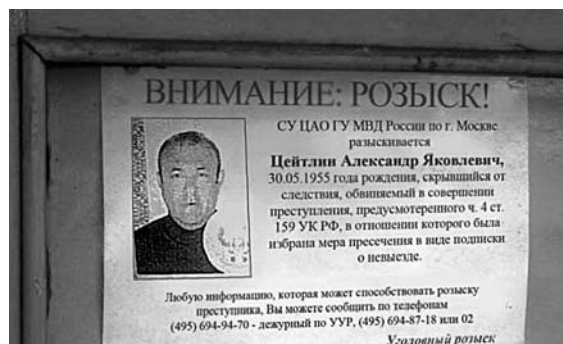 ВНИМАНИЕ: РОЗЫСК!
СУ ЦАО ГУ МВД России по г. Москве
разыскивается
Цейтлин Александр Яковлевич,
30.05.1955 года рождения, скрывшийся от
следствия, обвиняемый в совершении
преступления, предусмотренного ч. 4 ст.
159 УК РФ, в отношении которого была
избрана мера пресечения в виде подписки
о невыезде.
Любую информацию, которая может способствовать розыску
преступника, Вы можете сообщить по телефонам
(495) 694-94-70 - дежурный по УУР, (495) 694-87-18 или 02
Уголовный розыск